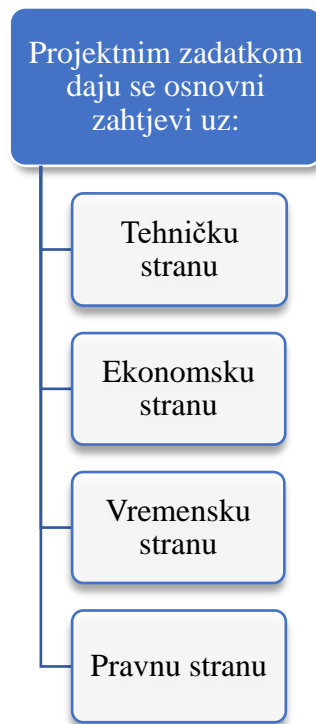 Projektnim zadatkom
daju se osnovni
zahtjevi uz:
Tehničku
stranu
Ekonomsku
stranu
Vremensku
stranu
Pravnu stranu